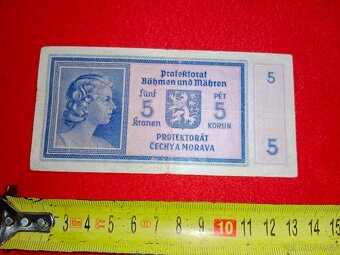 Protektorat
Böhmen und Mähren
fünf PĚT
5 5
kronen KORUN
PROTEKTORÁT
ČECHY A MORAVA
5
5
3 4 5 6 7 8 9 10 11 12 13 14 15